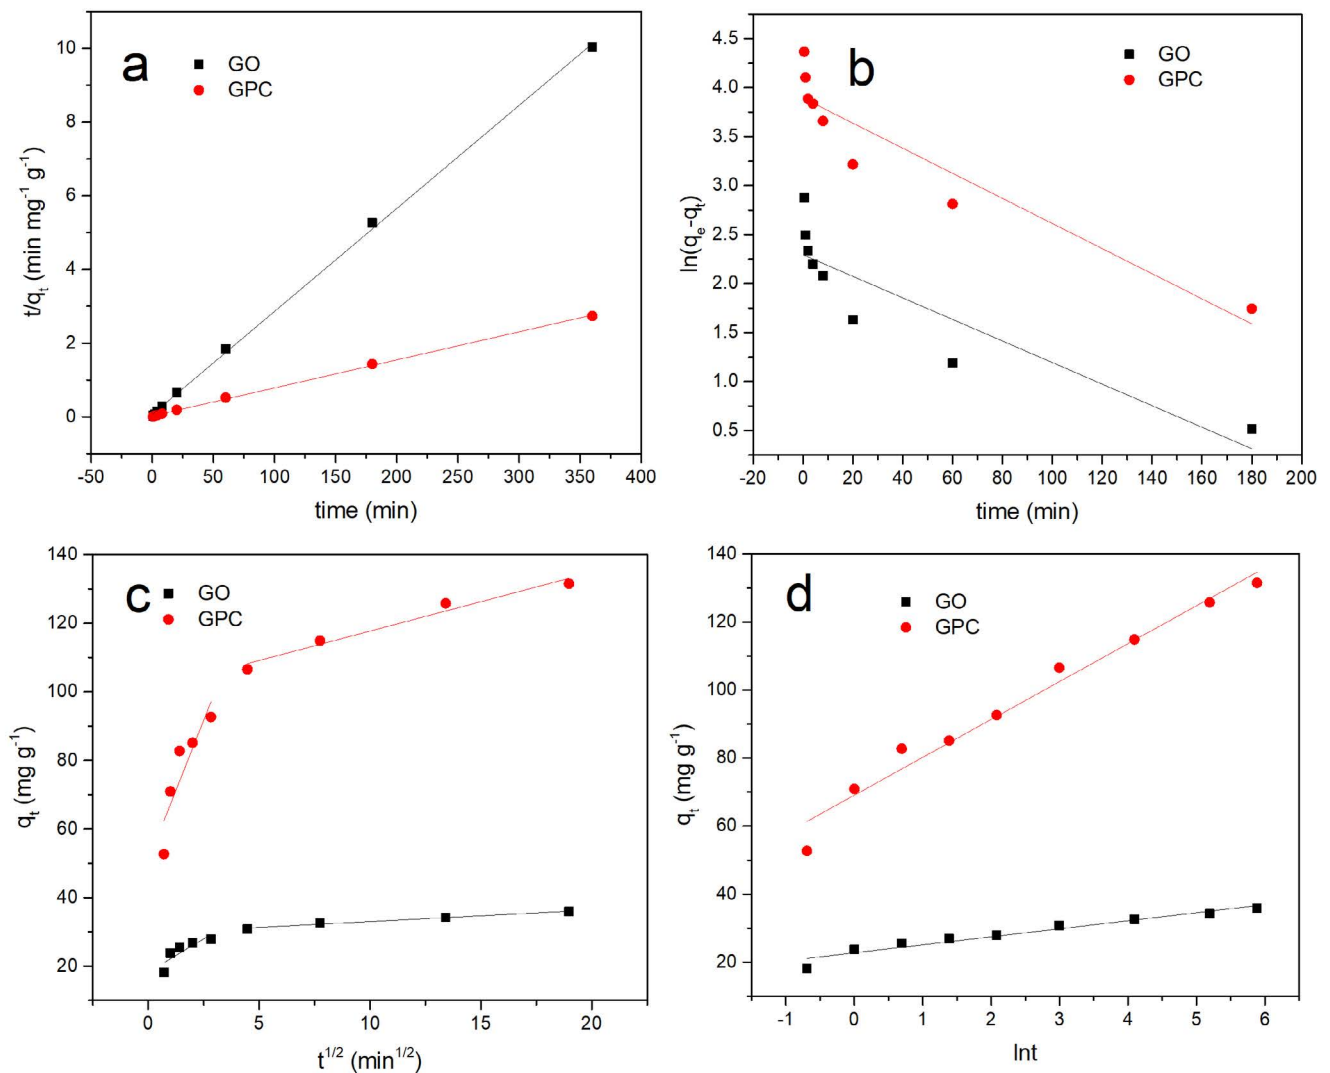 a
GO
GPC
10
8
6
4
2
0
t/qₜ (min mg⁻¹ g⁻¹)
-50 0 50 100 150 200 250 300 350 400
time (min)
b
GO
GPC
4.5
4.0
3.5
3.0
2.5
2.0
1.5
1.0
0.5
ln(qₑ-qₜ)
-20 0 20 40 60 80 100 120 140 160 180 200
time (min)
c
GO
GPC
140
120
100
80
60
40
20
qₜ (mg g⁻¹)
0 5 10 15 20
t¹/² (min¹/²)
d
GO
GPC
140
120
100
80
60
40
20
qₜ (mg g⁻¹)
-1 0 1 2 3 4 5 6
lnt